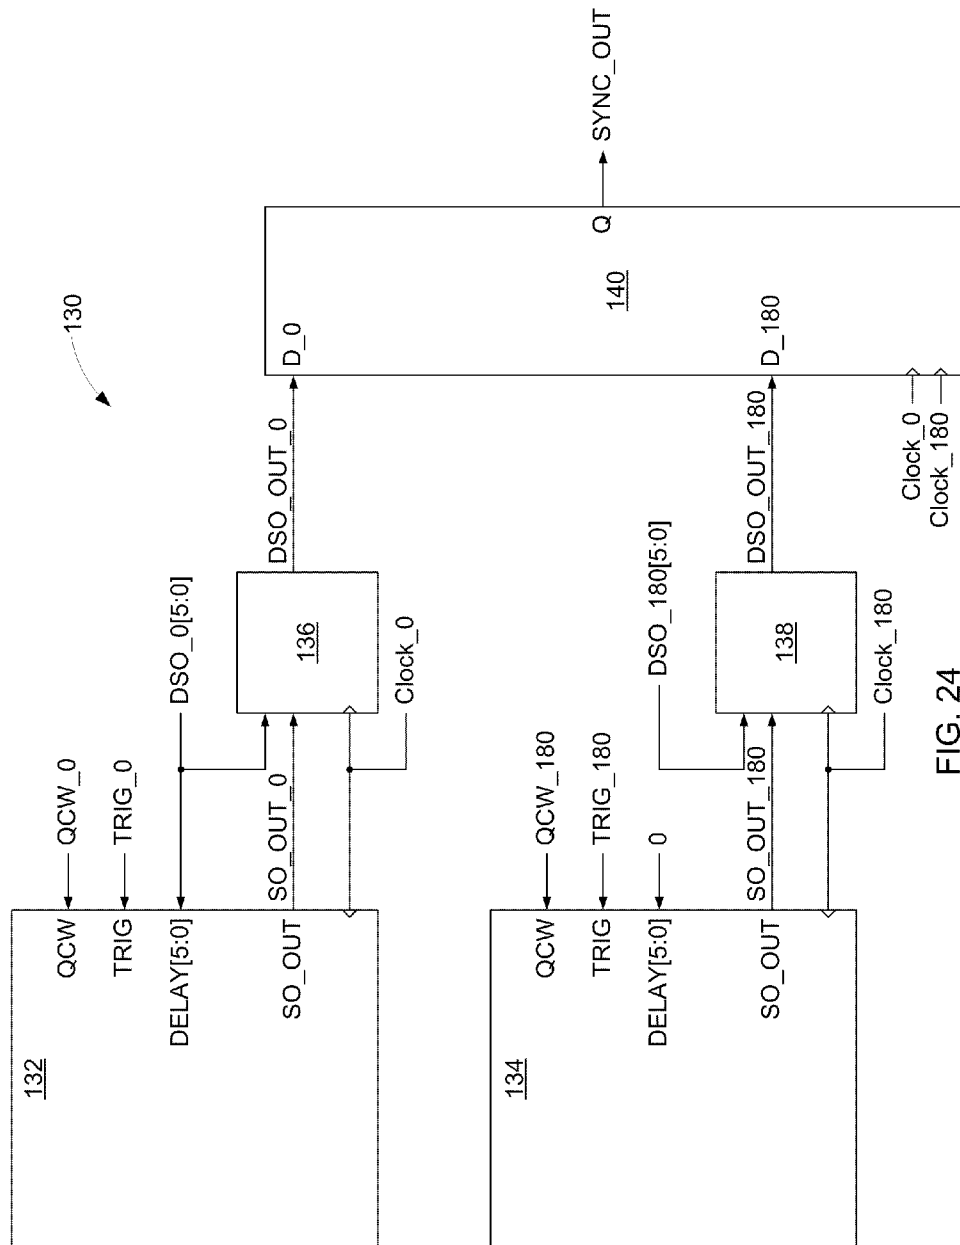 130
132
QCW
TRIG
DELAY[5:0]
SO_OUT
QCW_0
TRIG_0
DSO_0[5:0]
SO_OUT_0
Clock_0
136
DSO_OUT_0
134
QCW
TRIG
DELAY[5:0]
SO_OUT
QCW_180
TRIG_180
0
DSO_180[5:0]
SO_OUT_180
Clock_180
138
DSO_OUT_180
D_0
D_180
140
Q
SYNC_OUT
Clock_0
Clock_180
FIG. 24